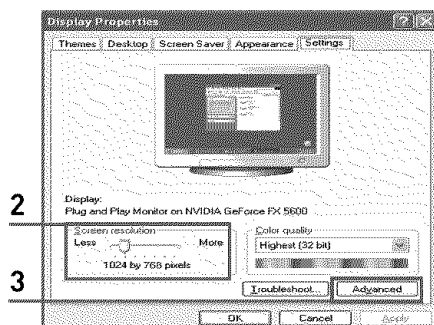 Display Properties
Themes Desktop Screen Saver Appearance Settings
Display:
Plug and Play Monitor on NVIDIA GeForce FX 5600
2
Screen resolution
Less More
1024 by 768 pixels
Color quality
Highest (32 bit)
3
Troubleshoot... Advanced
OK Cancel Apply